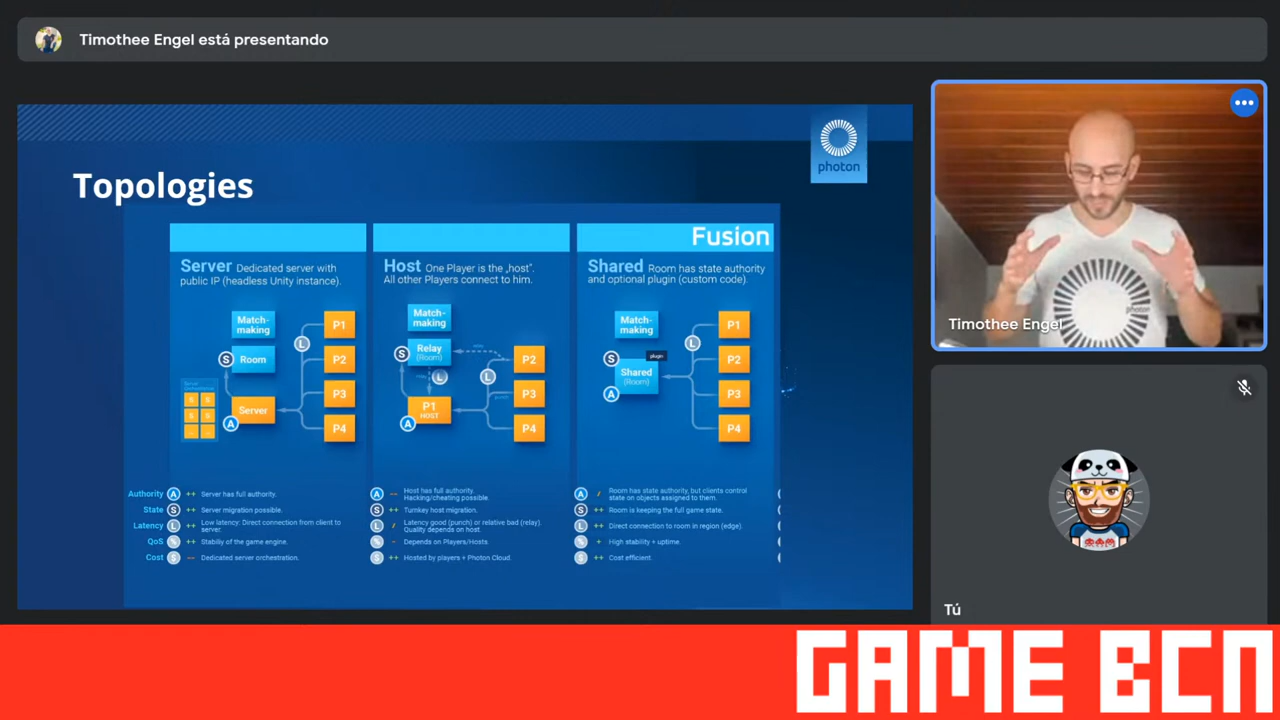 Timothee Engel está presentando
photon
Topologies
Fusion
Server Dedicated server with
public IP (headless Unity instance).
Host One Player is the „host".
All other Players connect to him.
Shared Room has state authority
and optional plugin (custom code).
Match-
making
S
Room
Server
A
L
P1
P2
P3
P4
Match-
making
S
Relay
(Room)
L
L
P1
HOST
A
P2
P3
P4
Match-
making
plugin
S
Shared
(Room)
A
L
P1
P2
P3
P4
Authority A ++ Server has full authority.
State S ++ Server migration possible.
Latency L ++ Low latency: Direct connection from client to
server.
QoS % ++ Stabiliy of the game engine.
Cost $ -- Dedicated server orchestration.
A -- Host has full authority.
Hacking/cheating possible.
S ++ Turnkey host migration.
L / Latency good (punch) or relative bad (relay).
Quality depends on host.
% - Depends on Players/Hosts.
$ ++ Hosted by players + Photon Cloud.
A / Room has state authority, but clients control
state on objects assigned to them.
S ++ Room is keeping the full game state.
L ++ Direct connection to room in region (edge).
% + High stability + uptime.
$ ++ Cost efficient.
photon
Timothee Engel
Tú
GAME BCN